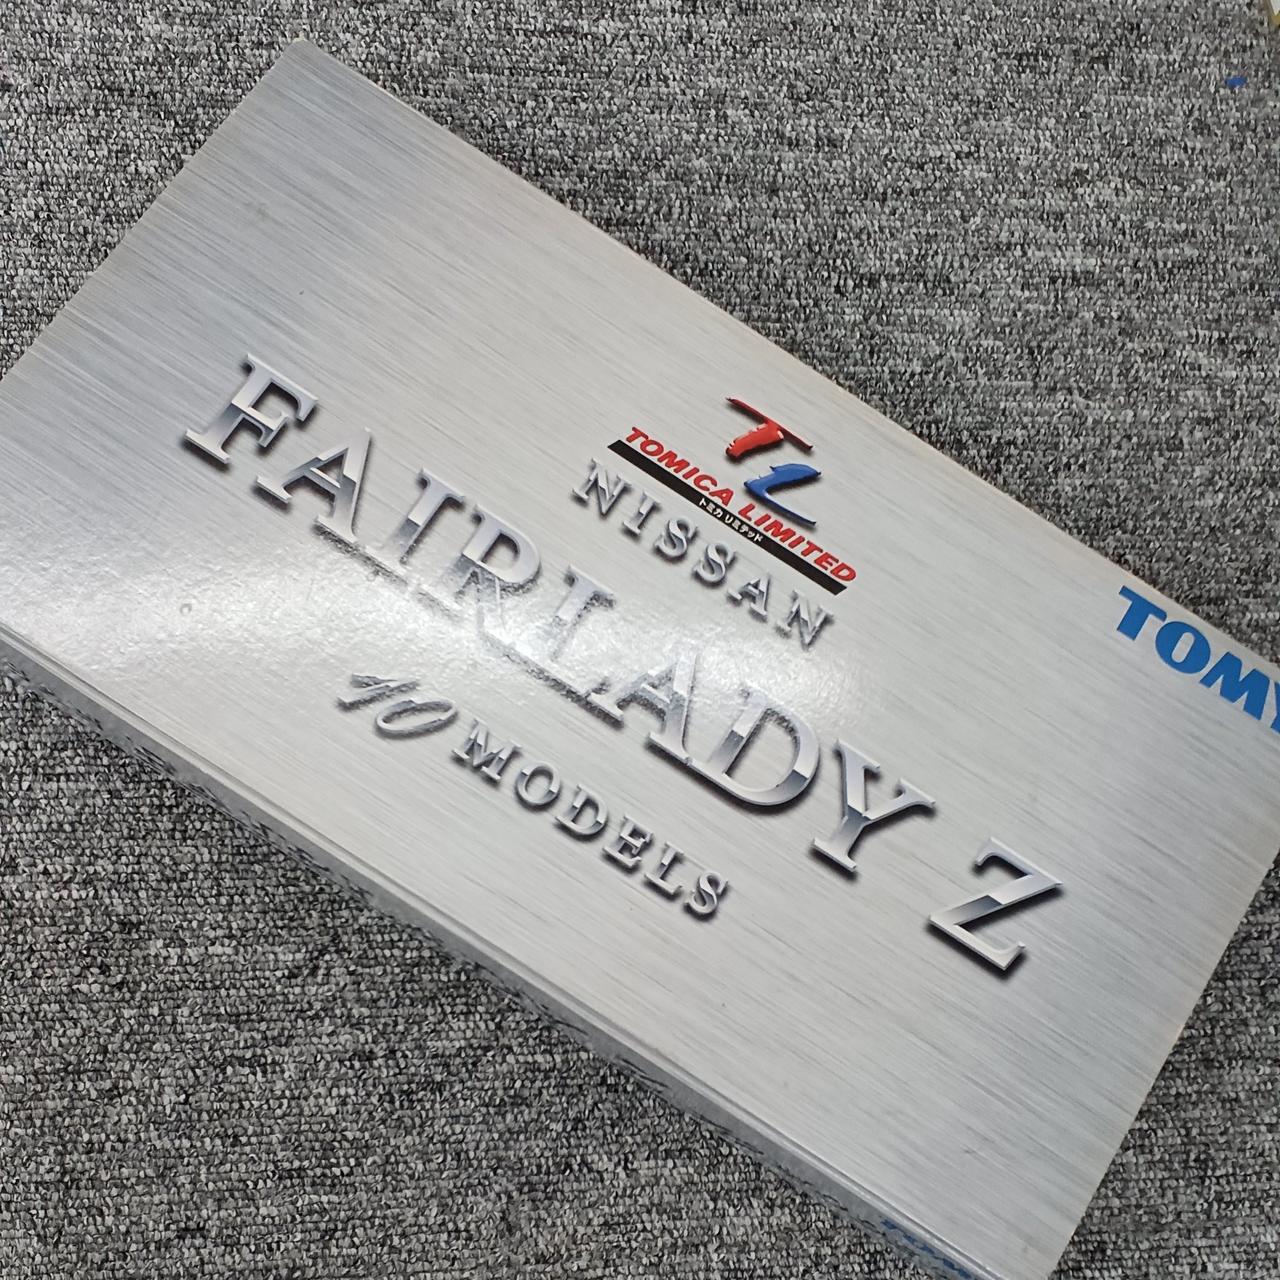 TL
TOMICA LIMITED
トミカリミテッド
NISSAN
FAIRLADY Z
10 MODELS
TOMY